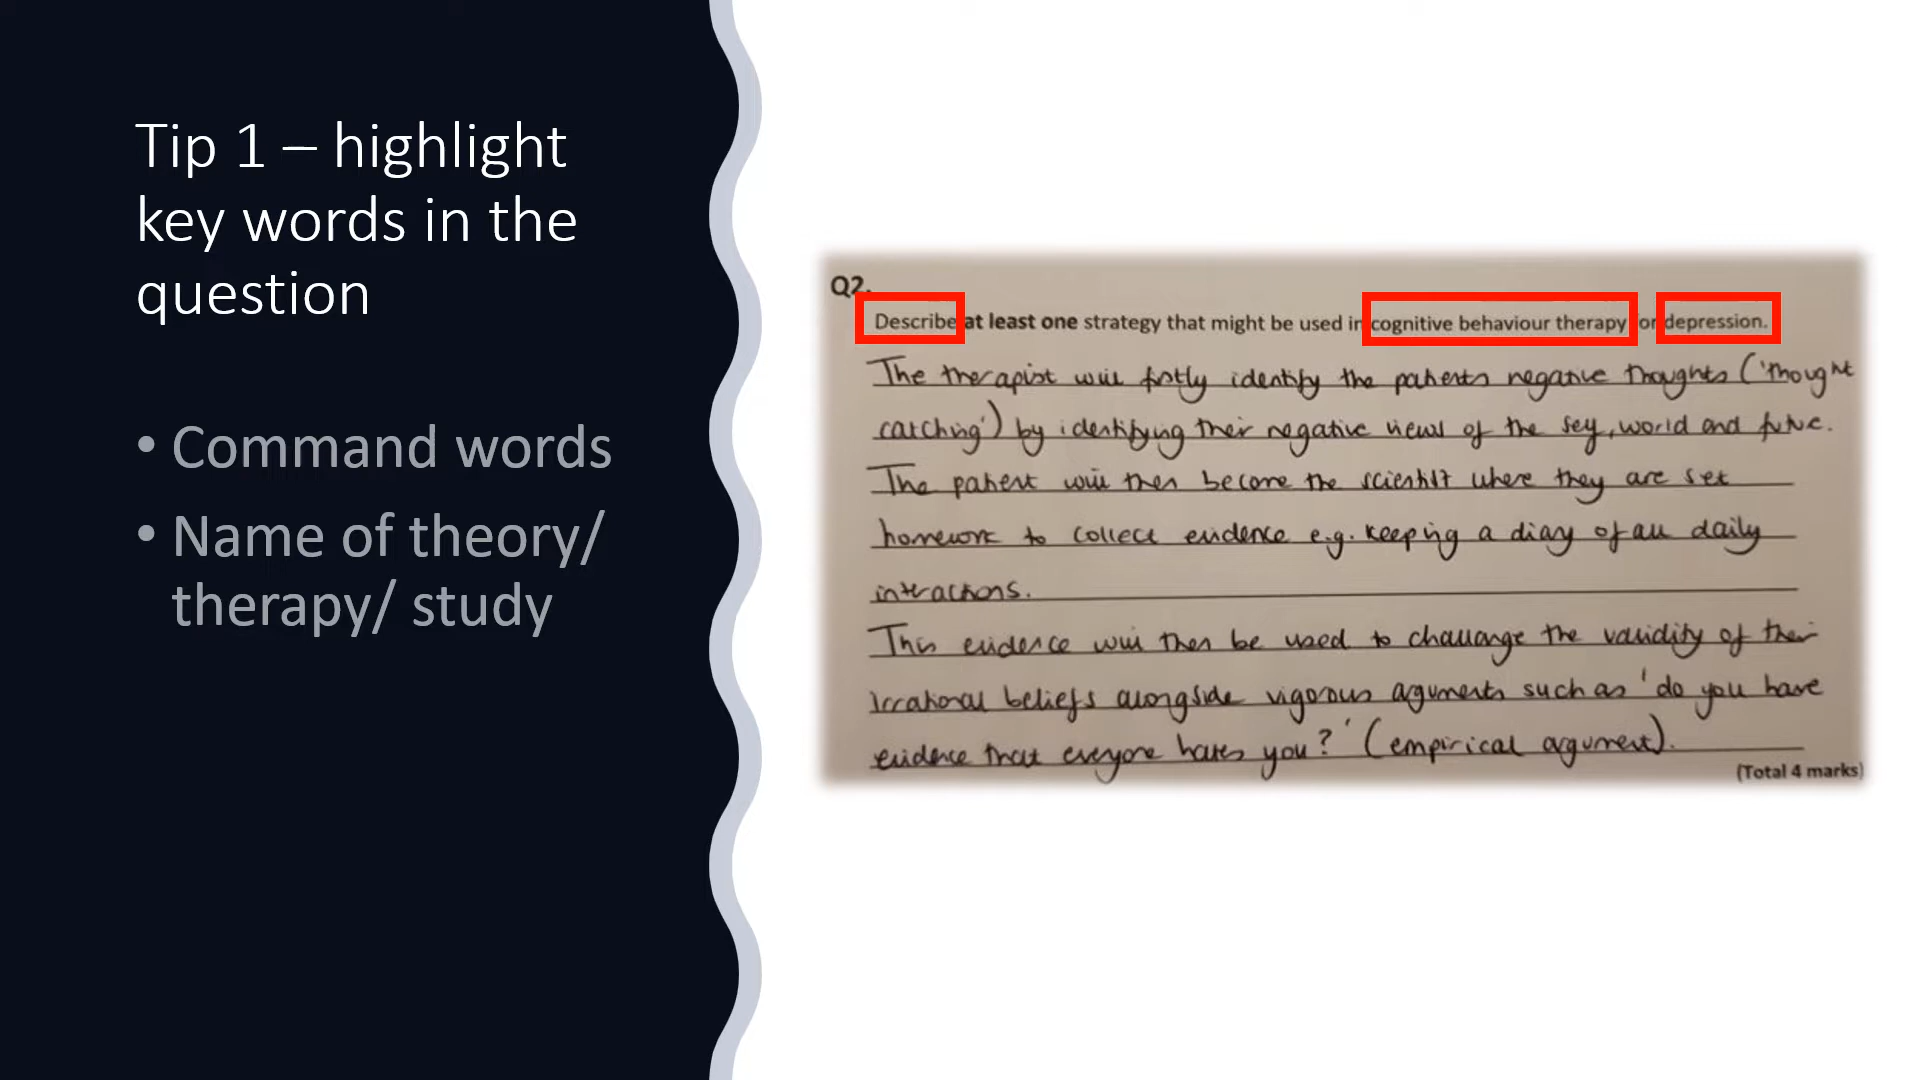 Tip 1 – highlight
key words in the
question
• Command words
• Name of theory/
therapy/ study
Q2.
Describe at least one strategy that might be used in cognitive behaviour therapy for depression.
The therapist will firstly identify the patients negative thoughts ('thought
catching') by identifying their negative views of the self, world and future.
The patient will then become the scientist where they are set
homework to collect evidence e.g. keeping a diary of all daily
interactions.
This evidence will then be used to challange the validity of their
irrational beliefs alongside vigorous arguments such as 'do you have
evidence that everyone hates you?' (empirical argument).
(Total 4 marks)